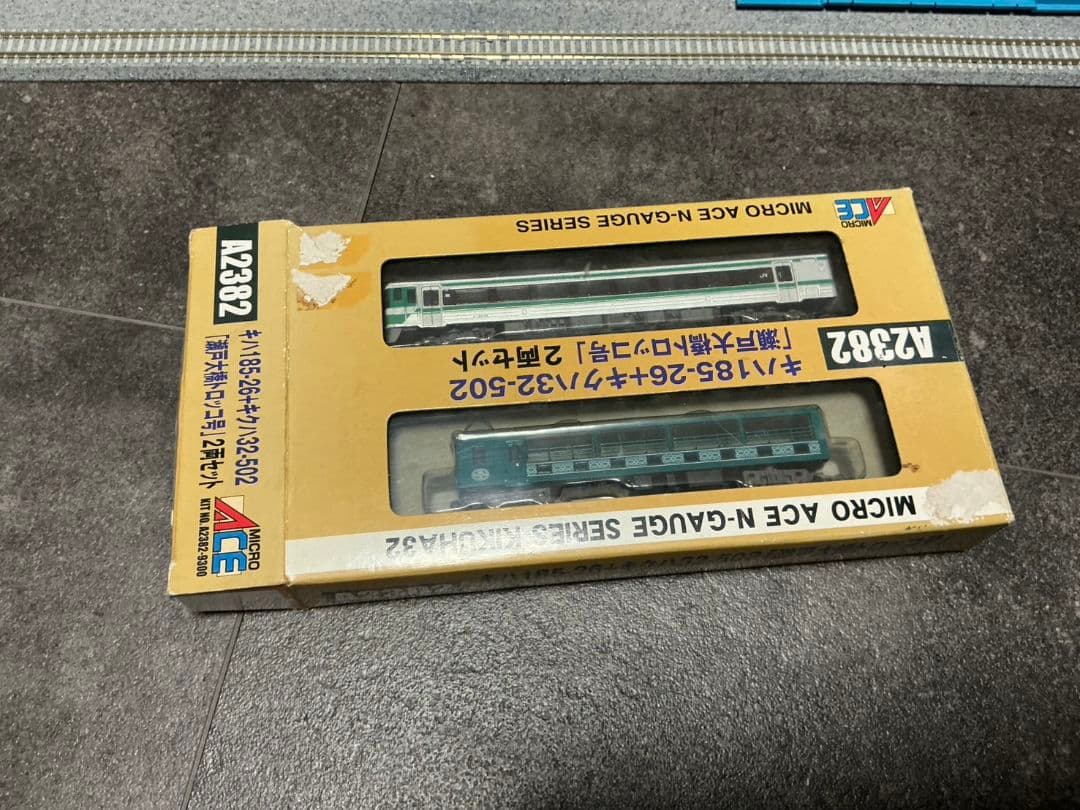 MICRO ACE
MICRO ACE N-GAUGE SERIES
A2382
キハ185-26+キクハ32-502
「瀬戸大橋トロッコ号」2両セット
MICRO ACE N-GAUGE SERIES KIKUHA32
A2382
キハ185-26+キクハ32-502
「瀬戸大橋トロッコ号」2両セット
MICRO ACE
KIT NO. A2382-9300
A2382